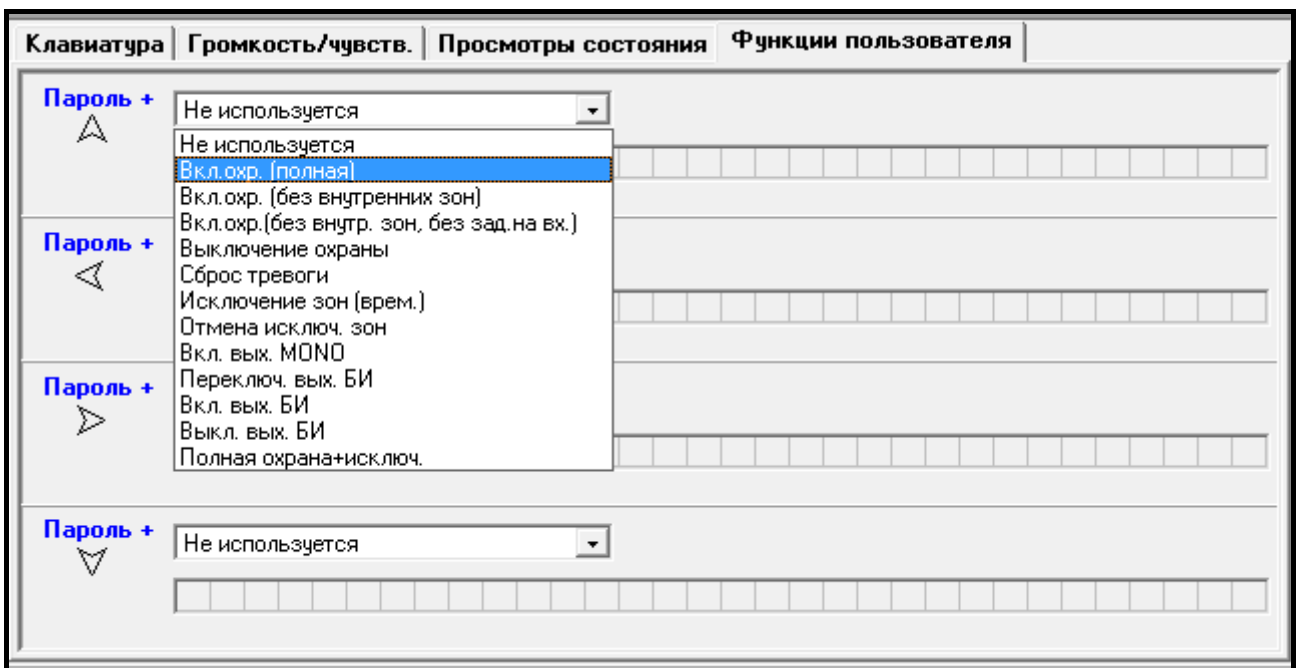 Клавиатура Громкость/чувств. Просмотры состояния Функции пользователя
Пароль + Не используется
Не используется
Вкл.охр. (полная)
Вкл.охр. (без внутренних зон)
Вкл.охр.(без внутр. зон, без зад.на вх.)
Пароль +
Выключение охраны
Сброс тревоги
Исключение зон (врем.)
Отмена исключ. зон
Вкл. вых. MONO
Пароль +
Переключ. вых. БИ
Вкл. вых. БИ
Выкл. вых. БИ
Полная охрана+исключ.
Пароль + Не используется